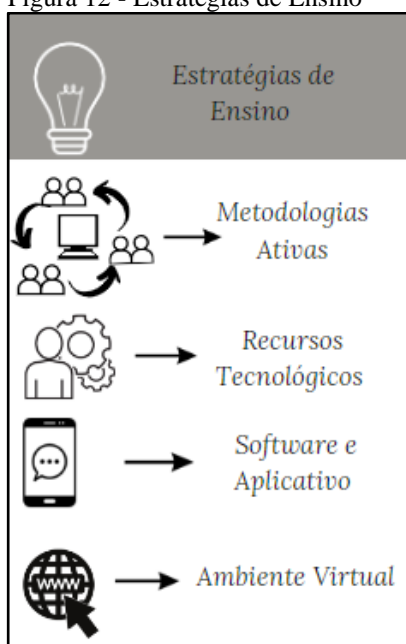 Figura 12 - Estratégias de Ensino
Estratégias de
Ensino
Metodologias
Ativas
Recursos
Tecnológicos
Software e
Aplicativo
www
Ambiente Virtual